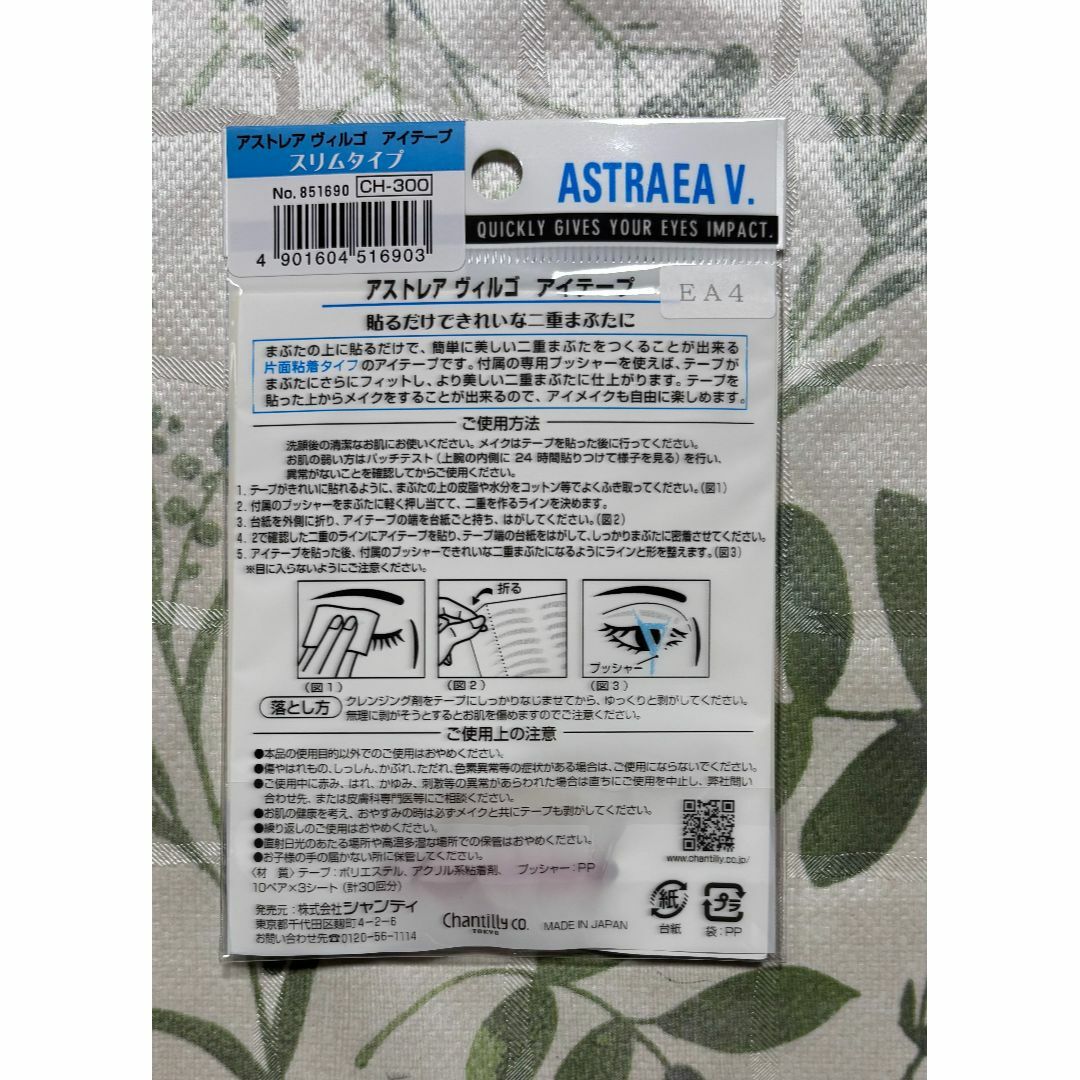 アストレア ヴィルゴ アイテープ
スリムタイプ
No. 851690 CH-300
4 901604 516903
ASTRAEA V.
QUICKLY GIVES YOUR EYES IMPACT.
アストレア ヴィルゴ アイテープ
EA4
貼るだけできれいな二重まぶたに
まぶたの上に貼るだけで、簡単に美しい二重まぶたをつくることが出来る
片面粘着タイプのアイテープです。付属の専用プッシャーを使えば、テープが
まぶたにさらにフィットし、より美しい二重まぶたに仕上がります。テープを
貼った上からメイクをすることが出来るので、アイメイクも自由に楽しめます。
ご使用方法
洗顔後の清潔なお肌にお使いください。メイクはテープを貼った後に行ってください。
お肌の弱い方はパッチテスト(上腕の内側に24時間貼りつけて様子を見る)を行い、
異常がないことを確認してからご使用ください。
1. テープがきれいに貼れるように、まぶたの上の皮脂や水分をコットン等でよくふき取ってください。(図1)
2. 付属のプッシャーをまぶたに軽く押し当てて、二重を作るラインを決めます。
3. 台紙を外側に折り、アイテープの端を台紙ごと持ち、はがしてください。(図2)
4. 2で確認した二重のラインにアイテープを貼り、テープ端の台紙をはがして、しっかりまぶたに密着させてください。
5. アイテープを貼った後、付属のプッシャーできれいな二重まぶたになるようにラインと形を整えます。(図3)
※目に入らないようにご注意ください。
折る
プッシャー
(図1)
(図2)
(図3)
落とし方
クレンジング剤をテープにしっかりなじませてから、ゆっくりと剥がしてください。
無理に剥がそうとするとお肌を傷めますのでご注意ください。
ご使用上の注意
●本品の使用目的以外でのご使用はおやめください。
●傷やはれもの、しっしん、かぶれ、ただれ、色素異常等の症状がある場合は、ご使用にならないでください。
●ご使用中に赤み、はれ、かゆみ、刺激等の異常があらわれた場合は直ちにご使用を中止し、弊社問い
合わせ先、または皮膚科専門医等にご相談ください。
●お肌の健康を考え、おやすみの時は必ずメイクと共にテープも剥がしてください。
●繰り返しのご使用はおやめください。
●直射日光のあたる場所や高温多湿な場所での保管はおやめください。
●お子様の手の届かない所に保管してください。
〈材 質〉テープ：ポリエステル、アクリル系粘着剤、 プッシャー：PP
10ペア×3シート (計30回分)
www.chantilly.co.jp/
発売元：株式会社シャンティ
東京都千代田区麹町4-2-6
お問い合わせ先☎0120-56-1114
Chantilly CO.
TOKYO
MADE IN JAPAN
紙
台紙
プラ
袋：PP